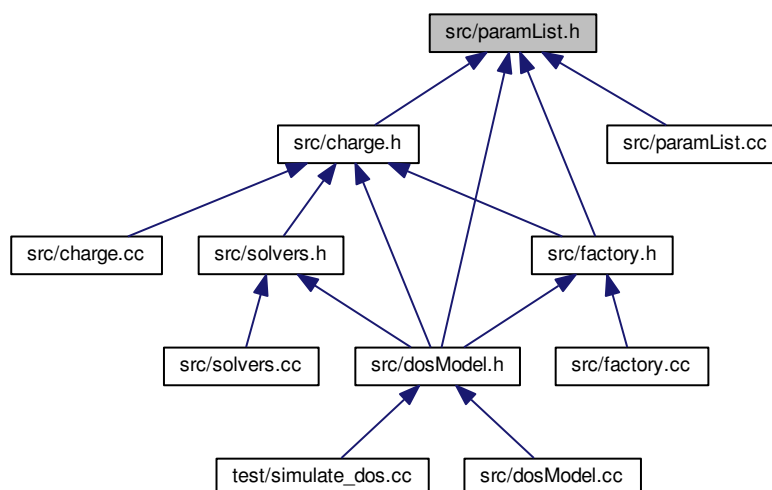 src/paramList.h
src/charge.h
src/paramList.cc
src/charge.cc
src/solvers.h
src/factory.h
src/solvers.cc
src/dosModel.h
src/factory.cc
test/simulate_dos.cc
src/dosModel.cc